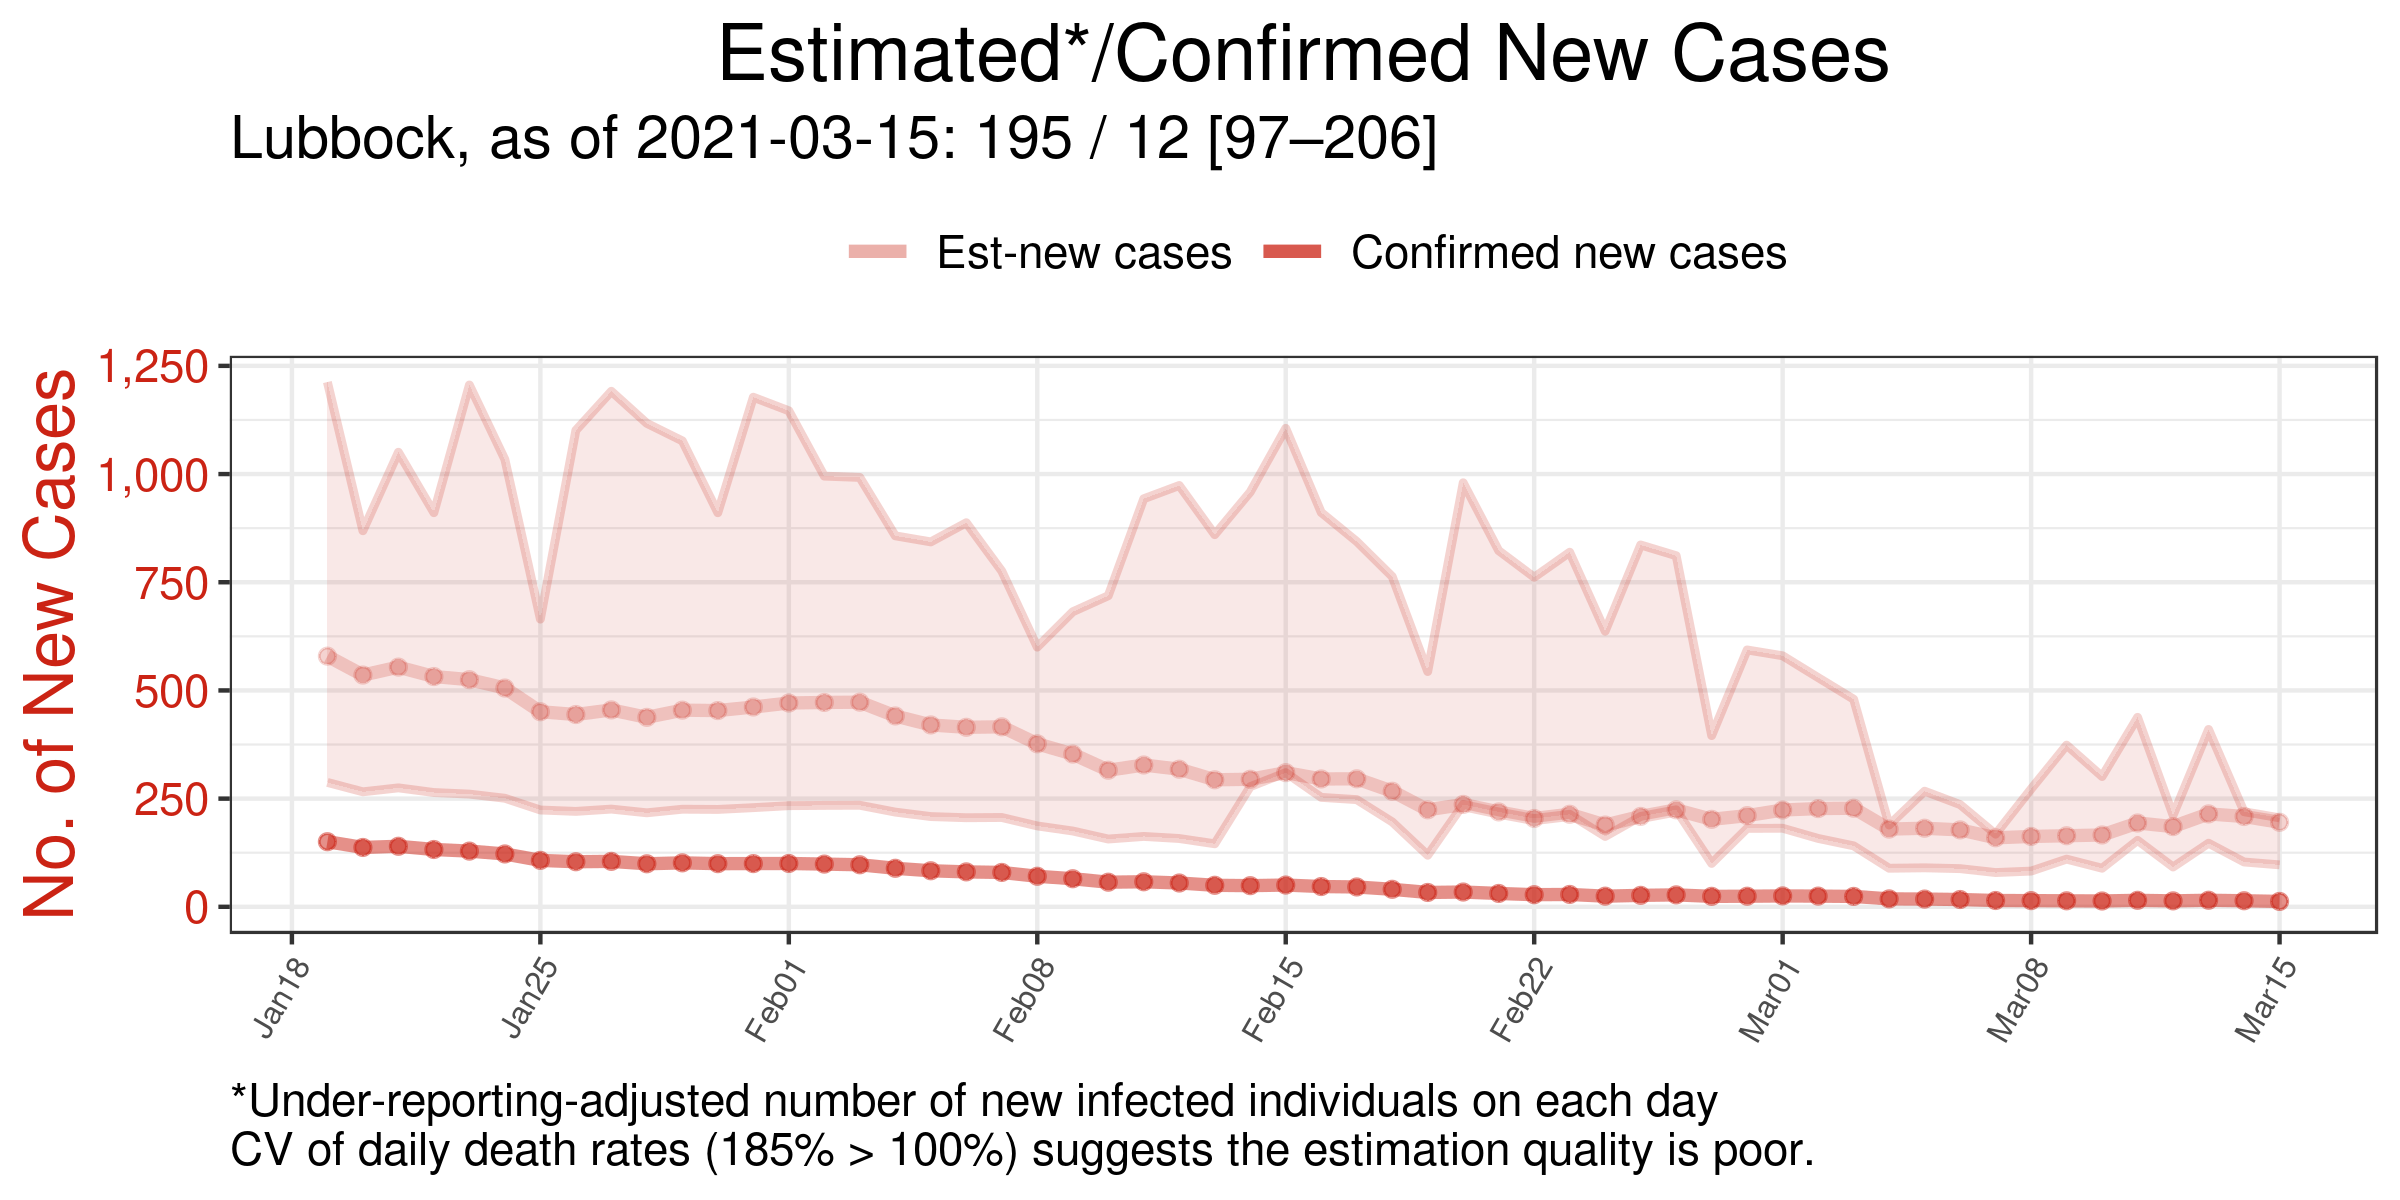 Estimated*/Confirmed New Cases
Lubbock, as of 2021-03-15: 195 / 12 [97–206]
Est-new cases
Confirmed new cases
No. of New Cases
1,250
1,000
750
500
250
0
Jan18
Jan25
Feb01
Feb08
Feb15
Feb22
Mar01
Mar08
Mar15
*Under-reporting-adjusted number of new infected individuals on each day
CV of daily death rates (185% > 100%) suggests the estimation quality is poor.